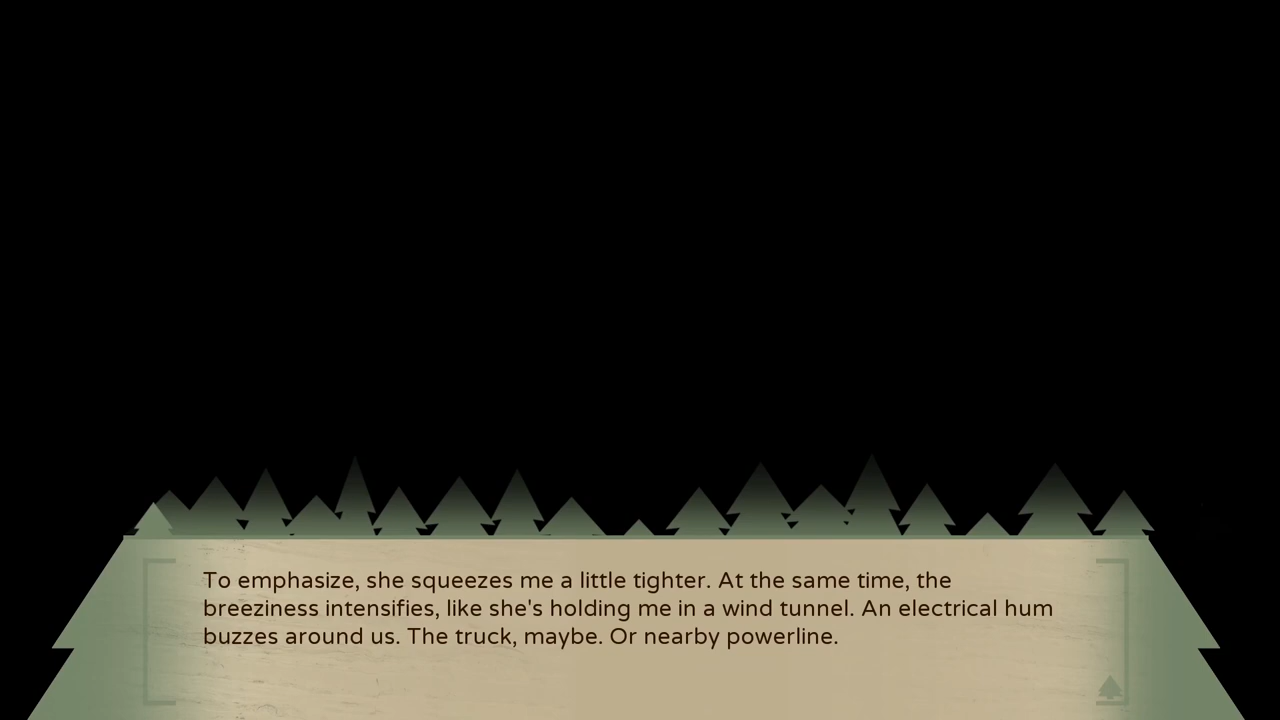 To emphasize, she squeezes me a little tighter. At the same time, the
breeziness intensifies, like she's holding me in a wind tunnel. An electrical hum
buzzes around us. The truck, maybe. Or nearby powerline.